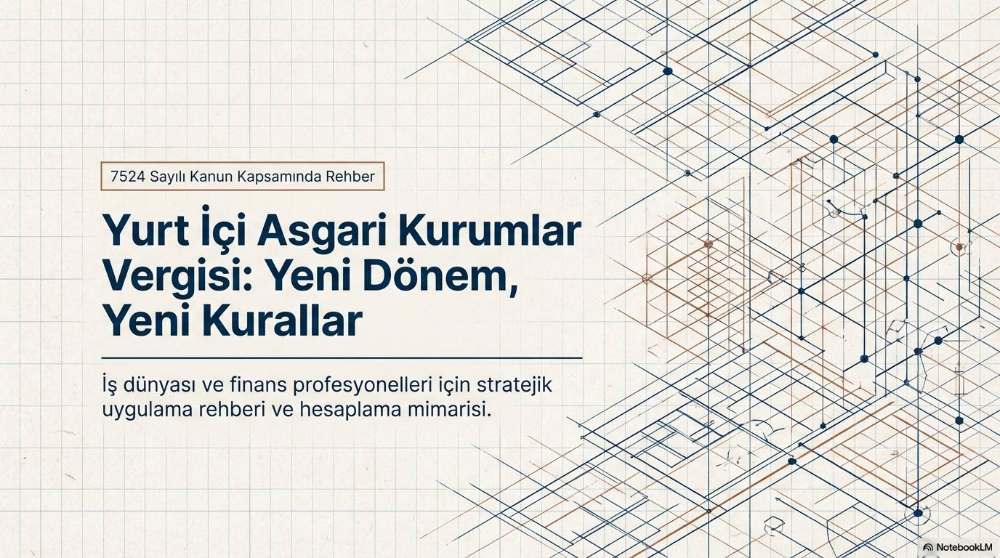 7524 Sayılı Kanun Kapsamında Rehber
Yurt İçi Asgari Kurumlar
Vergisi: Yeni Dönem,
Yeni Kurallar
İş dünyası ve finans profesyonelleri için stratejik
uygulama rehberi ve hesaplama mimarisi.
NotebookLM